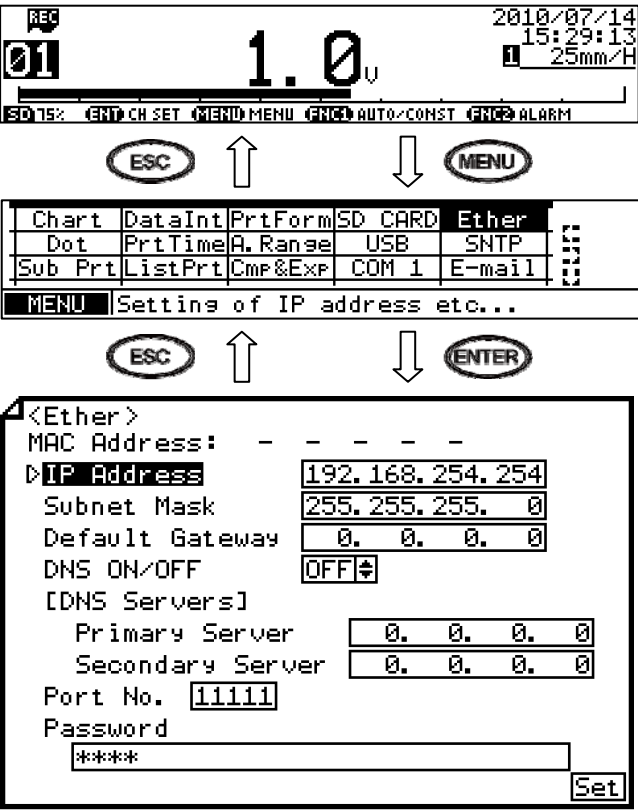 REC
2010/07/14
15:29:13
01 1.0V 1 25mm/H
SD 75% ENT CH SET MENU MENU FNC1 AUTO/CONST FNC2 ALARM
ESC MENU
Chart DataInt PrtForm SD CARD Ether
Dot PrtTime A.Range USB SNTP
Sub Prt ListPrt Cmp&Exp COM 1 E-mail
MENU Setting of IP address etc...
ESC ENTER
<Ether>
MAC Address: - - - - -
IP Address 192.168.254.254
Subnet Mask 255.255.255. 0
Default Gateway 0. 0. 0. 0
DNS ON/OFF OFF
[DNS Servers]
Primary Server 0. 0. 0. 0
Secondary Server 0. 0. 0. 0
Port No. 11111
Password
****
Set